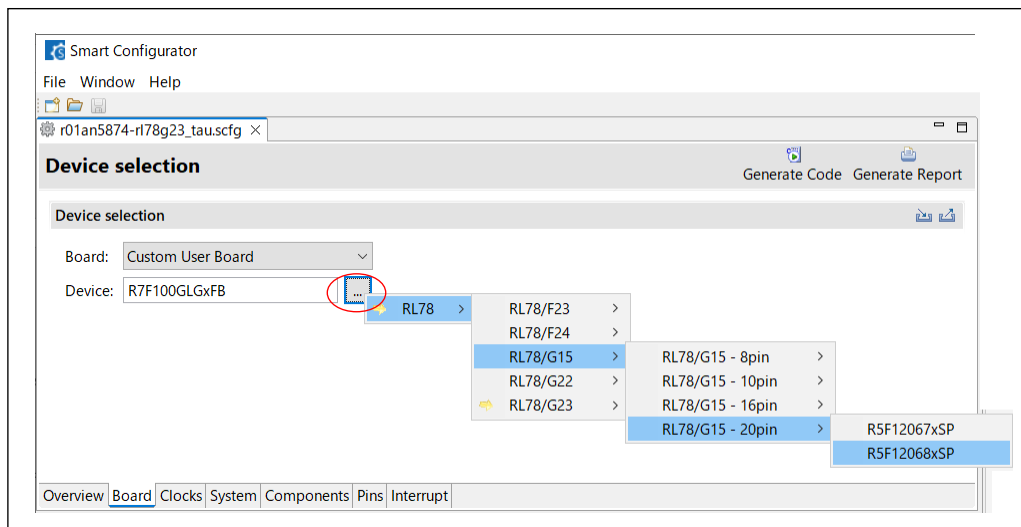 Smart Configurator
File Window Help
r01an5874-rl78g23_tau.scfg
Device selection
Generate Code Generate Report
Device selection
Board: Custom User Board
Device: R7F100GLGxFB ...
RL78
RL78/F23
RL78/F24
RL78/G15
RL78/G22
RL78/G23
RL78/G15 - 8pin
RL78/G15 - 10pin
RL78/G15 - 16pin
RL78/G15 - 20pin
R5F12067xSP
R5F12068xSP
Overview Board Clocks System Components Pins Interrupt